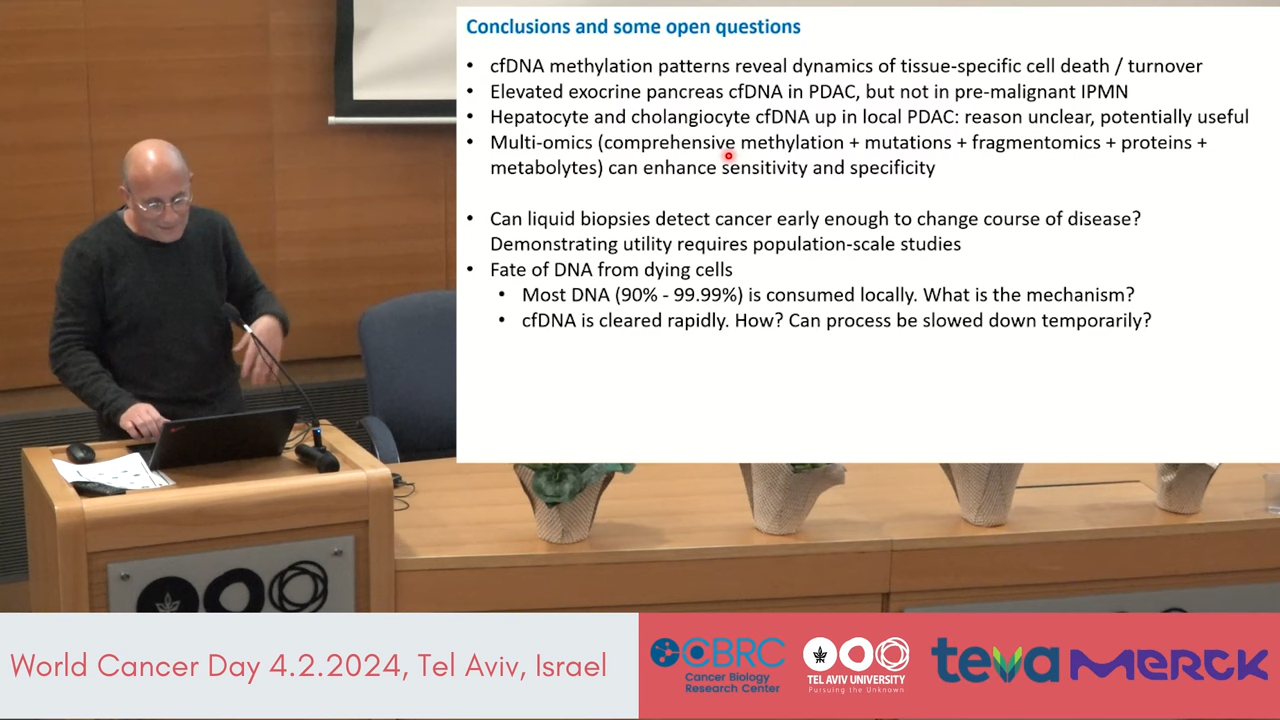 Conclusions and some open questions
• cfDNA methylation patterns reveal dynamics of tissue-specific cell death / turnover
• Elevated exocrine pancreas cfDNA in PDAC, but not in pre-malignant IPMN
• Hepatocyte and cholangiocyte cfDNA up in local PDAC: reason unclear, potentially useful
• Multi-omics (comprehensive methylation + mutations + fragmentomics + proteins +
metabolytes) can enhance sensitivity and specificity
• Can liquid biopsies detect cancer early enough to change course of disease?
Demonstrating utility requires population-scale studies
• Fate of DNA from dying cells
• Most DNA (90% - 99.99%) is consumed locally. What is the mechanism?
• cfDNA is cleared rapidly. How? Can process be slowed down temporarily?
World Cancer Day 4.2.2024, Tel Aviv, Israel
CBRC
Cancer Biology
Research Center
TEL AVIV UNIVERSITY
Pursuing the Unknown
teva
MERCK